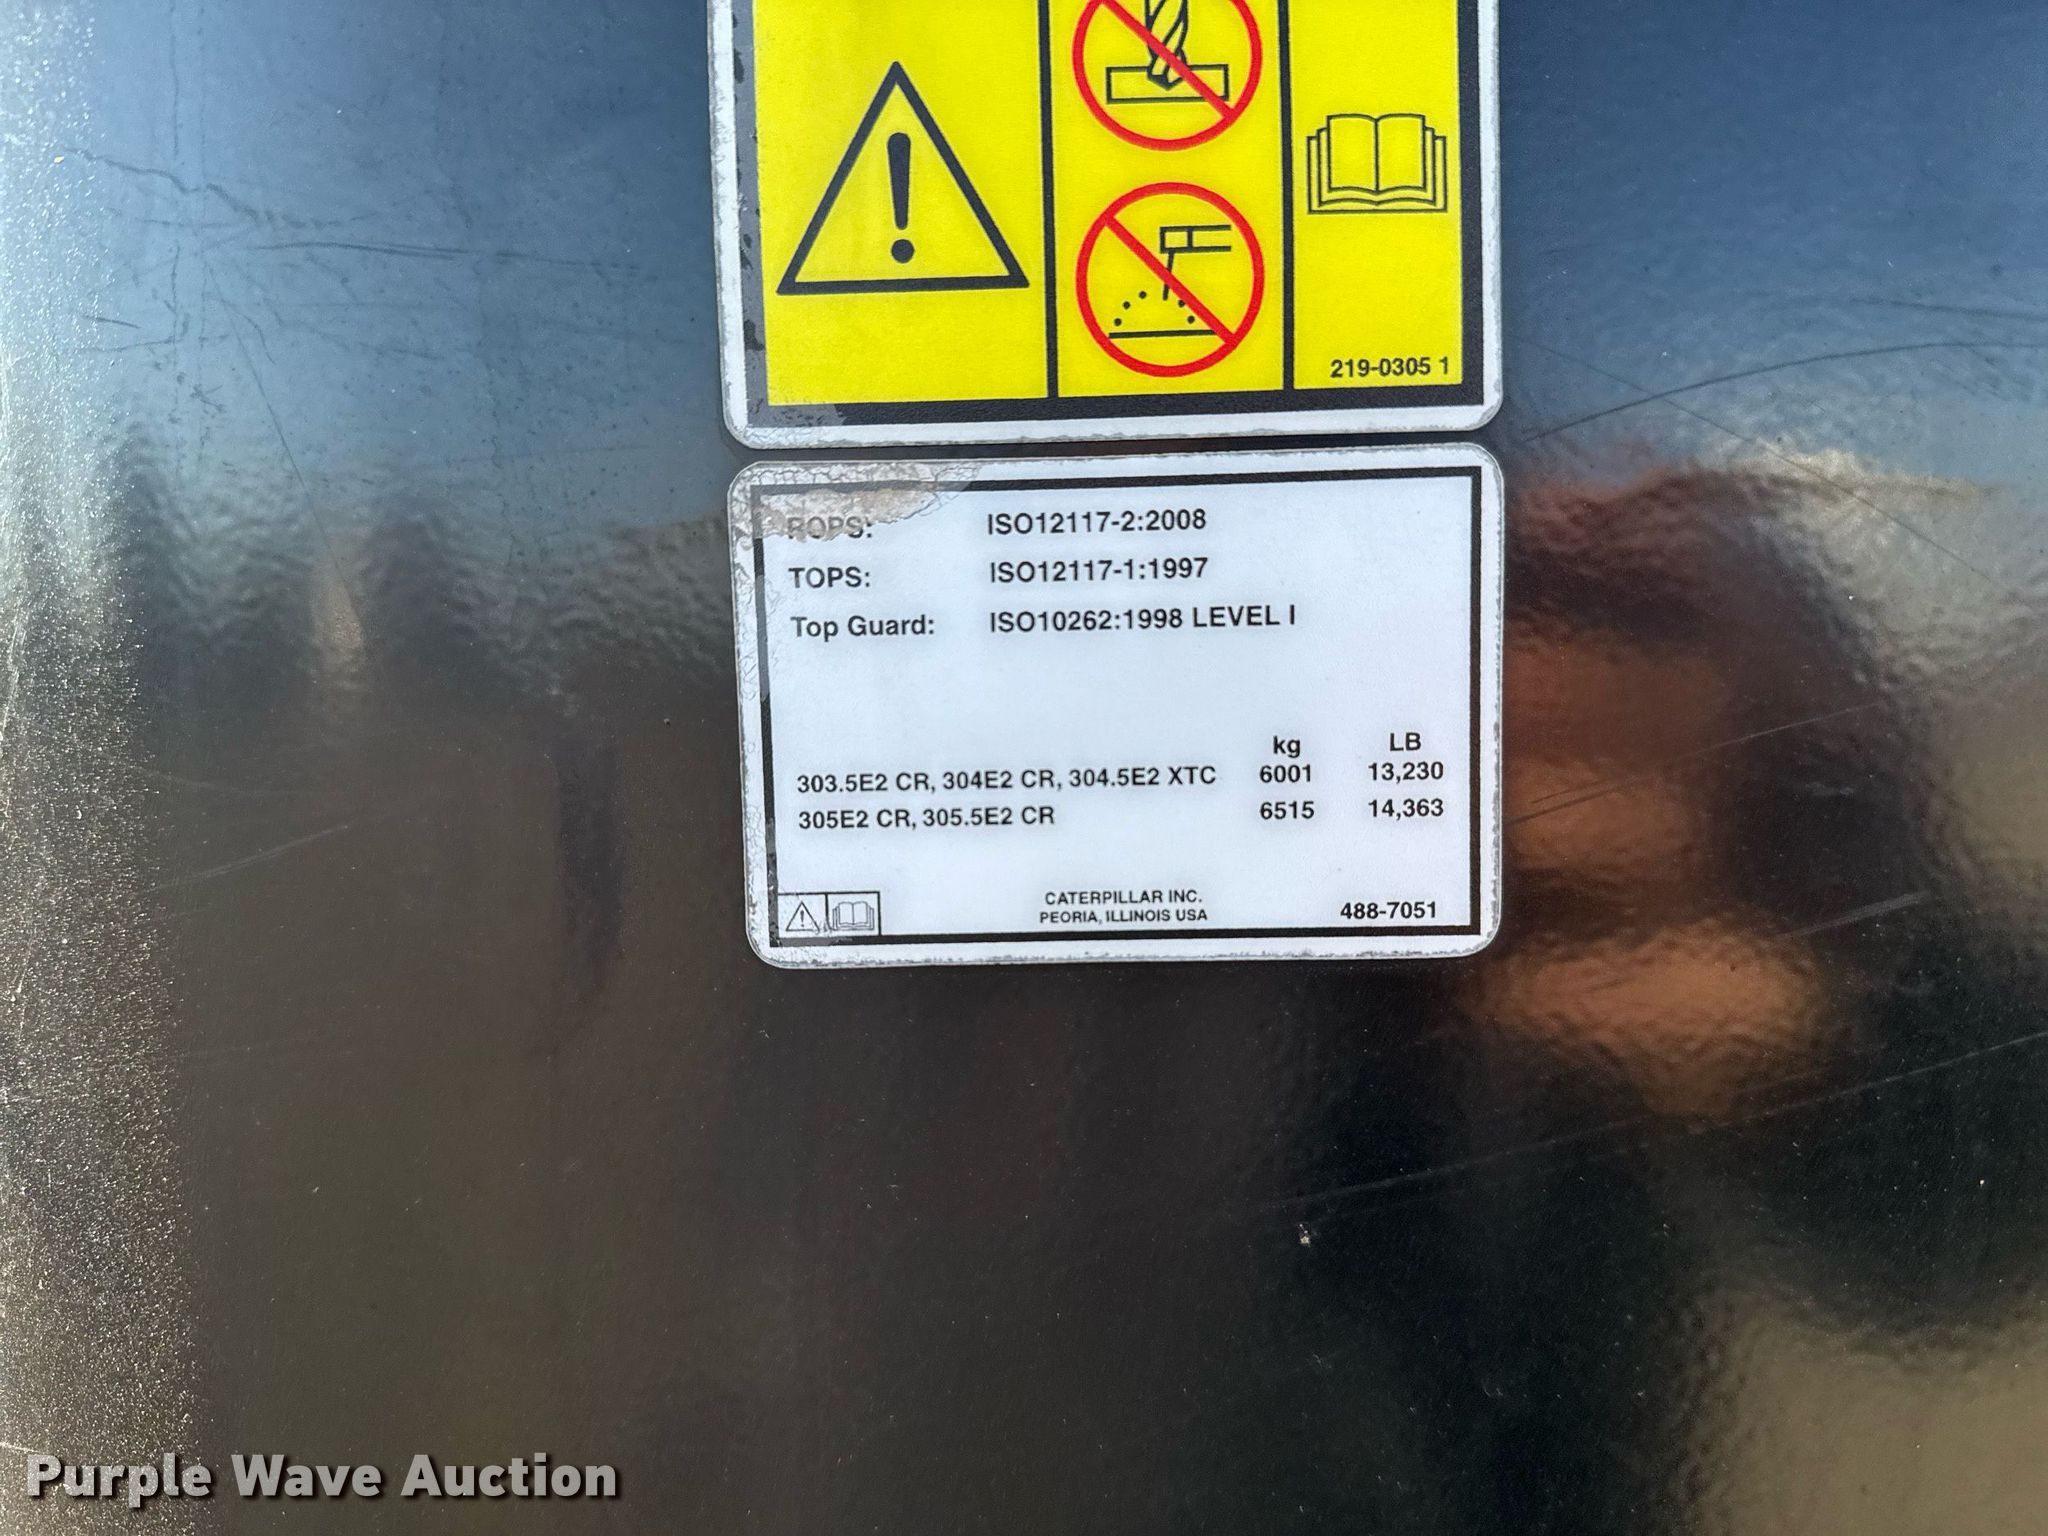 219-0305 1
ROPS: ISO12117-2:2008
TOPS: ISO12117-1:1997
Top Guard: ISO10262:1998 LEVEL I
kg LB
303.5E2 CR, 304E2 CR, 304.5E2 XTC 6001 13,230
305E2 CR, 305.5E2 CR 6515 14,363
CATERPILLAR INC.
PEORIA, ILLINOIS USA
488-7051
Purple Wave Auction